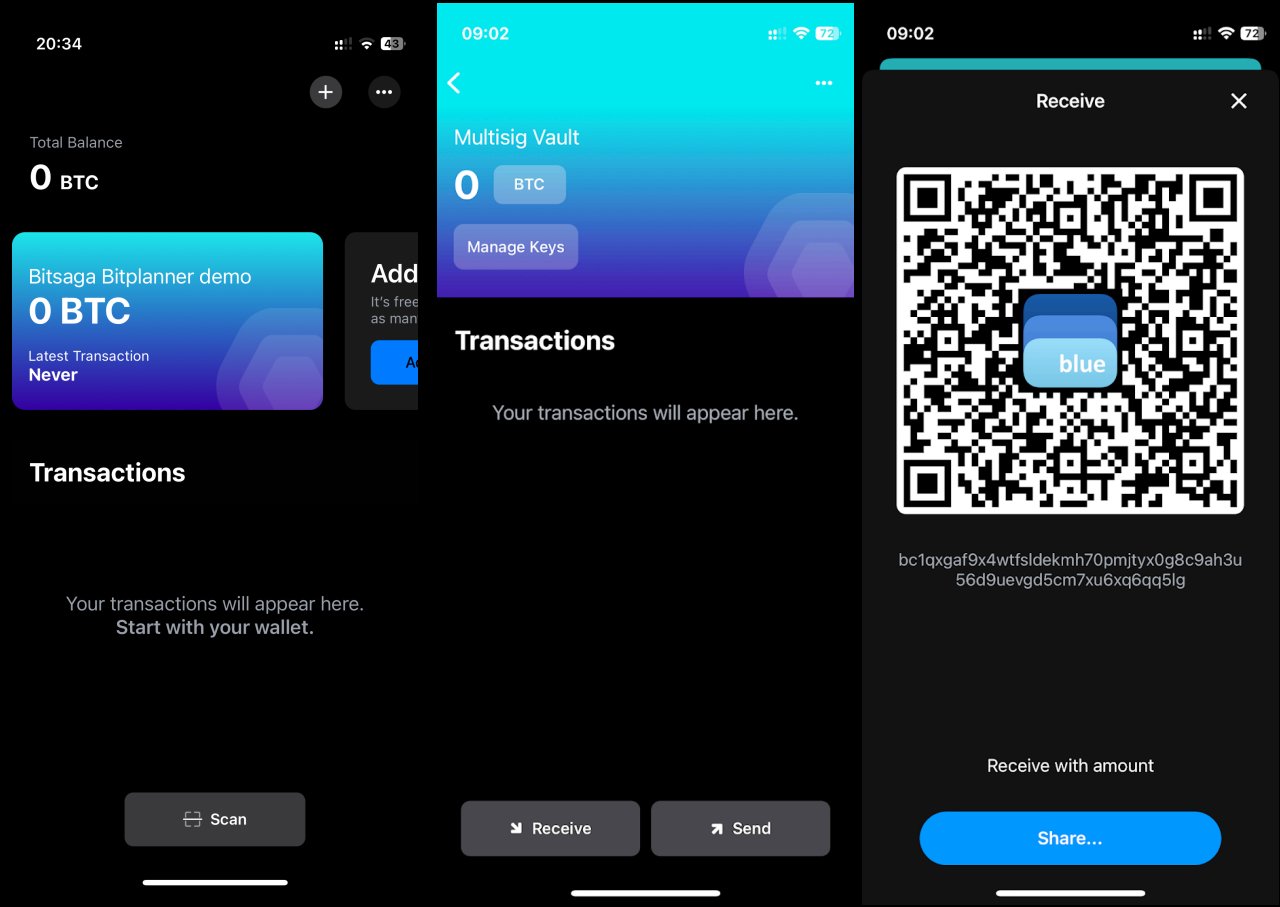 20:34
43
Total Balance
0 BTC
Bitsaga Bitplanner demo
0 BTC
Latest Transaction
Never
Add
It's free
as man
Transactions
Your transactions will appear here.
Start with your wallet.
Scan
09:02
72
Multisig Vault
0 BTC
Manage Keys
Transactions
Your transactions will appear here.
Receive
Send
09:02
72
Receive
blue
bc1qxgaf9x4wtfsldekmh70pmjtyx0g8c9ah3u
56d9uevgd5cm7xu6xq6qq5lg
Receive with amount
Share...